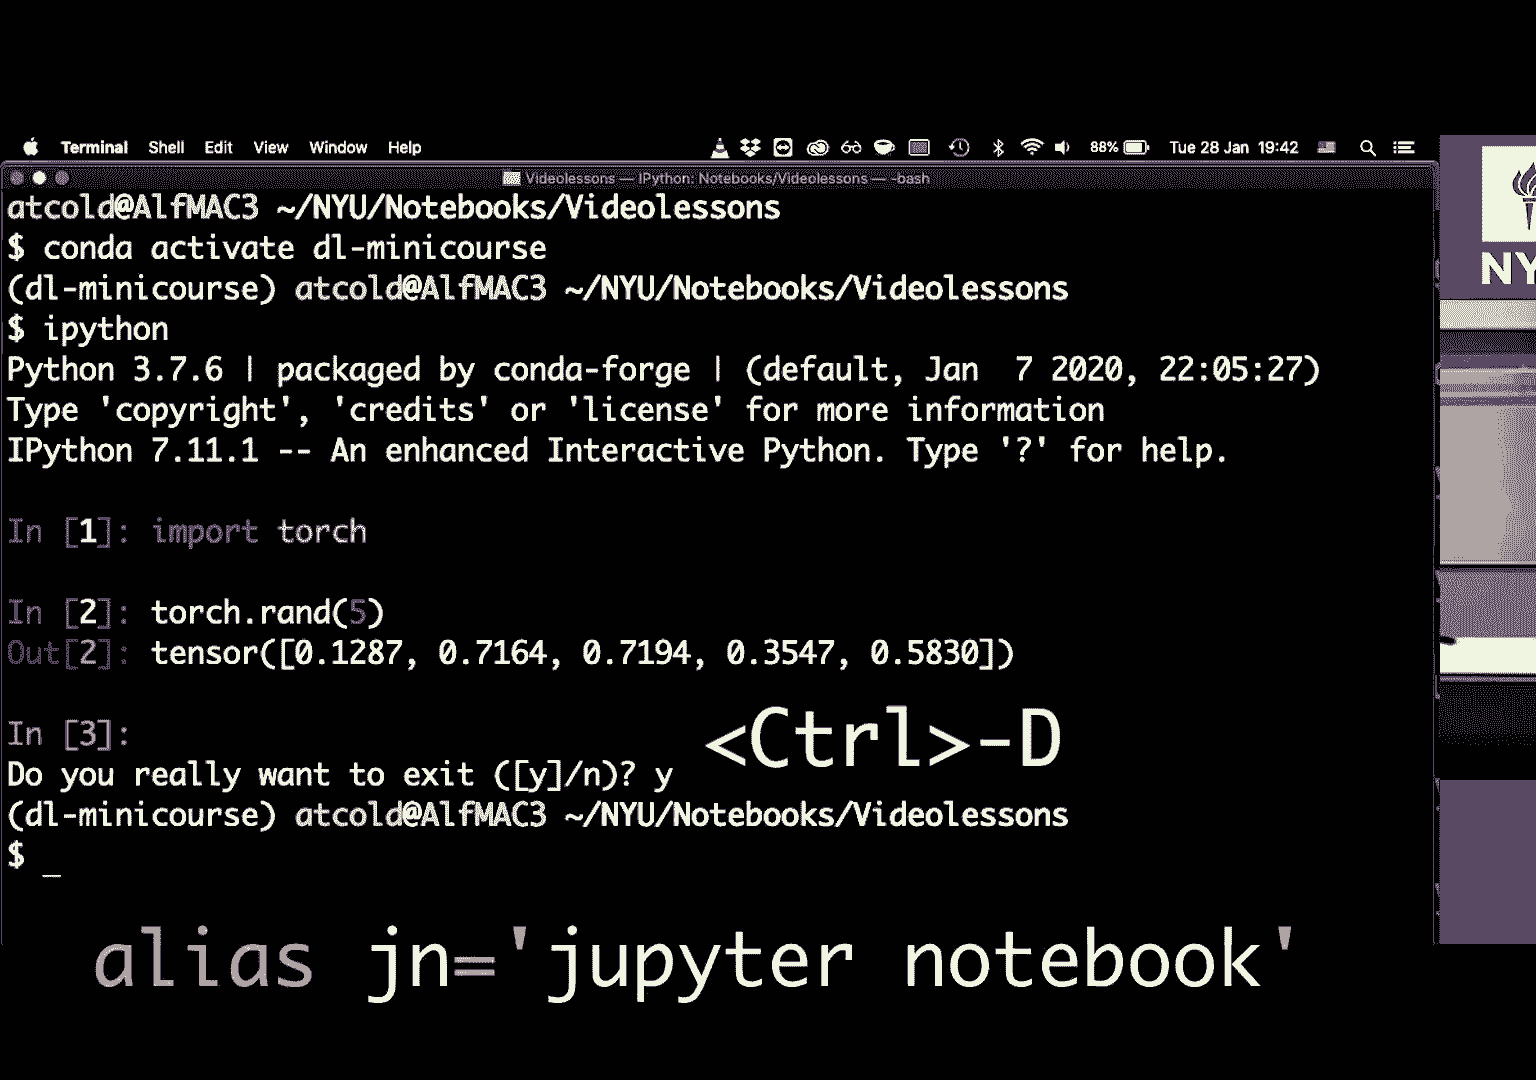 Terminal Shell Edit View Window Help 88% Tue 28 Jan 19:42
Videolessons — IPython: Notebooks/Videolessons — -bash
atcold@AlfMAC3 ~/NYU/Notebooks/Videolessons
$ conda activate dl-minicourse
(dl-minicourse) atcold@AlfMAC3 ~/NYU/Notebooks/Videolessons
$ ipython
Python 3.7.6 | packaged by conda-forge | (default, Jan  7 2020, 22:05:27)
Type 'copyright', 'credits' or 'license' for more information
IPython 7.11.1 -- An enhanced Interactive Python. Type '?' for help.
In [1]: import torch
In [2]: torch.rand(5)
Out[2]: tensor([0.1287, 0.7164, 0.7194, 0.3547, 0.5830])
In [3]:
<Ctrl>-D
Do you really want to exit ([y]/n)? y
(dl-minicourse) atcold@AlfMAC3 ~/NYU/Notebooks/Videolessons
$ _
alias jn='jupyter notebook'
NY